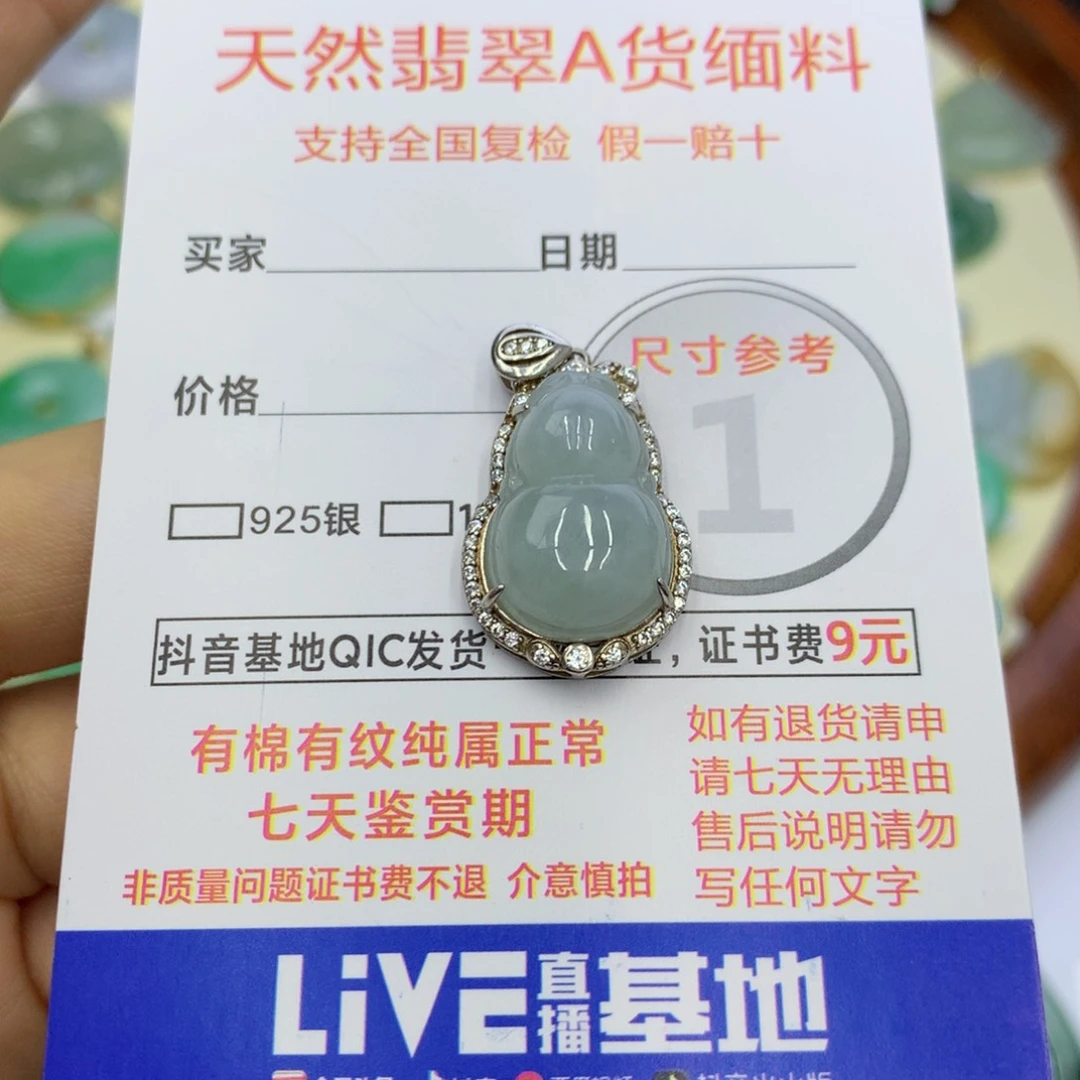 天然翡翠A货缅料
支持全国复检 假一赔十
买家 日期
价格
尺寸参考
1
925银
抖音基地QIC发货 ，证书费9元
有棉有纹纯属正常
七天鉴赏期
非质量问题证书费不退 介意慎拍
如有退货请申
请七天无理由
售后说明请勿
写任何文字
LiVE直播基地